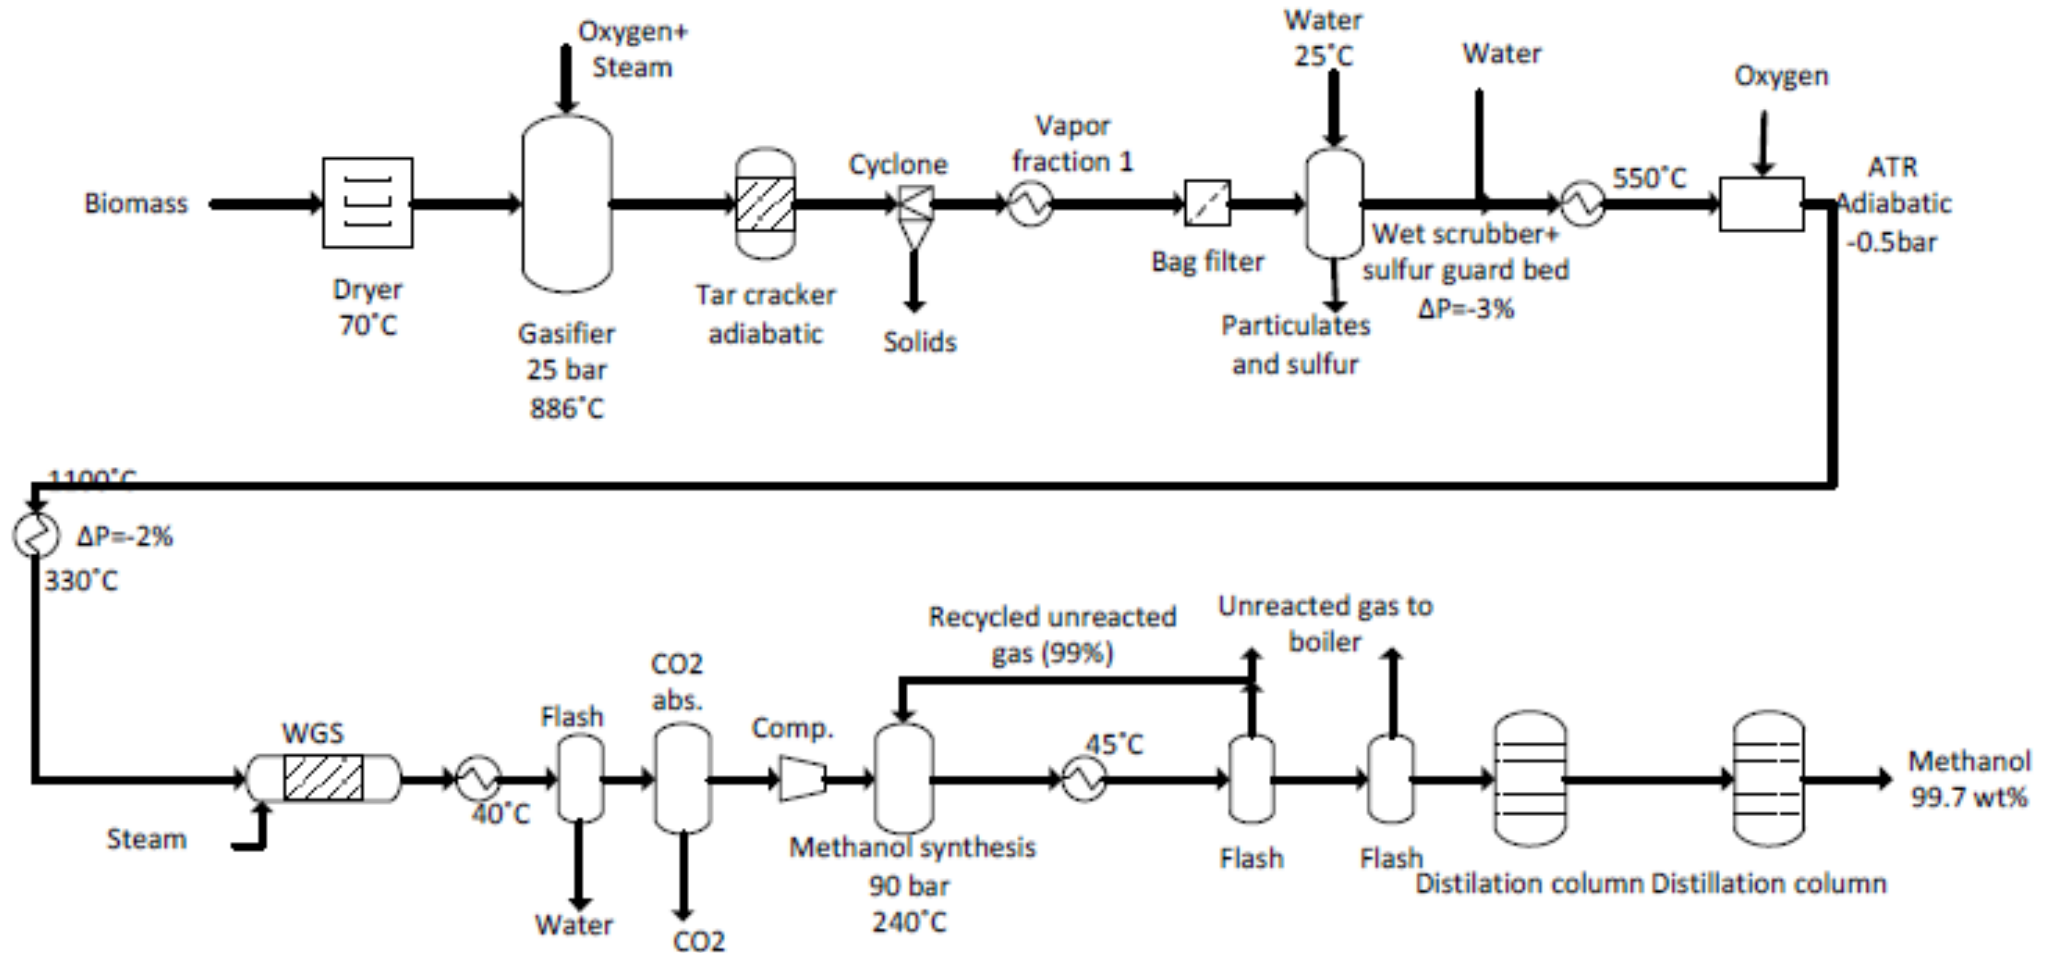 Oxygen+
Steam
Water
25°C
Water
Oxygen
Vapor
fraction 1
Cyclone
550°C
ATR
Adiabatic
-0.5bar
Biomass
Dryer
70°C
Gasifier
25 bar
886°C
Tar cracker
adiabatic
Solids
Bag filter
Wet scrubber+
sulfur guard bed
ΔP=-3%
Particulates
and sulfur
1100°C
ΔP=-2%
330°C
WGS
Steam
40°C
Flash
Water
CO2
abs.
CO2
Comp.
Recycled unreacted
gas (99%)
Methanol synthesis
90 bar
240°C
45°C
Unreacted gas to
boiler
Flash
Flash
Distilation column
Distillation column
Methanol
99.7 wt%